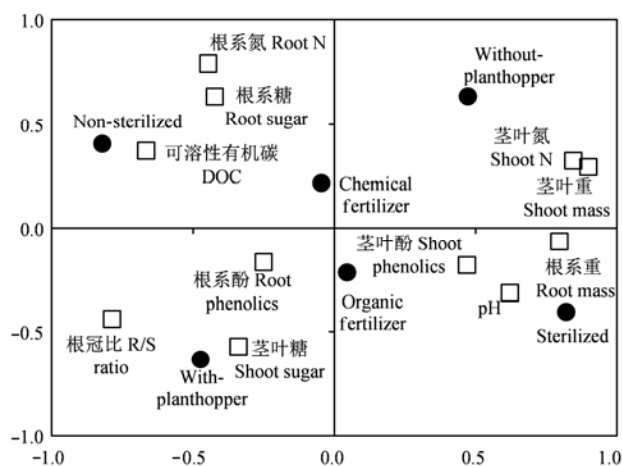 1.0
根系氮 Root N
Without-
planthopper
根系糖
Root sugar
0.5
Non-sterilized
可溶性有机碳
DOC
茎叶氮
Shoot N
茎叶重
Shoot mass
Chemical
fertilizer
0.0
茎叶酚 Shoot
phenolics
根系酚 Root
phenolics
根系重
Root mass
Organic
fertilizer
pH
Sterilized
-0.5
根冠比 R/S
ratio
茎叶糖
Shoot sugar
With-
planthopper
-1.0
-1.0
-0.5
0.0
0.5
1.0